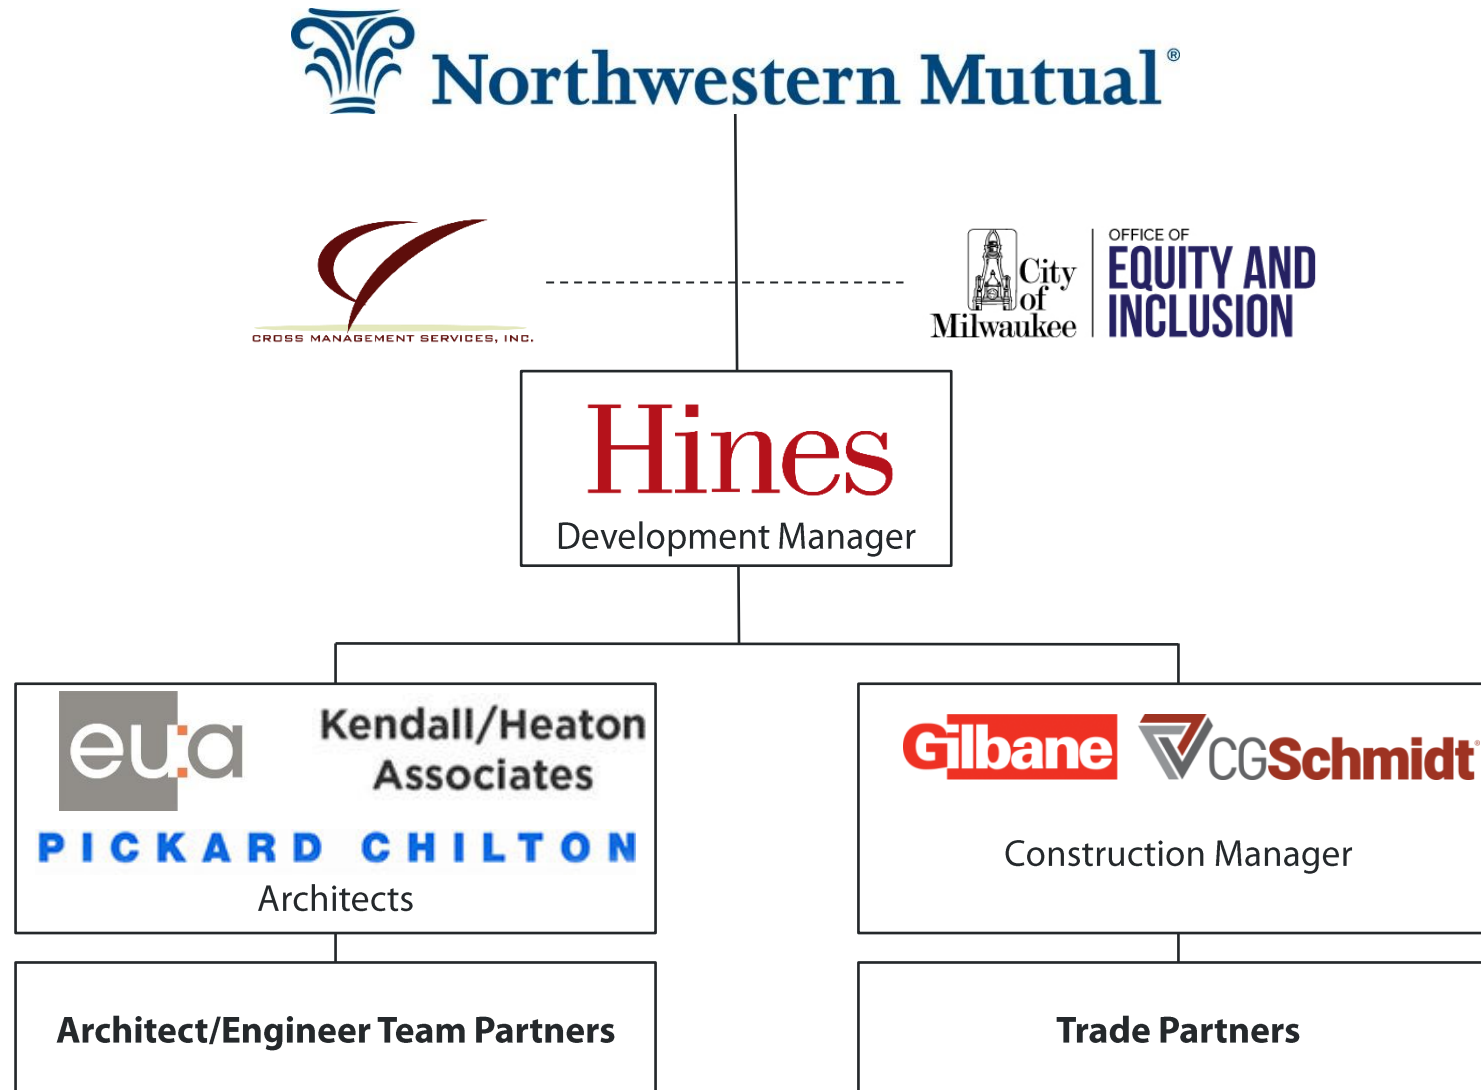 Northwestern Mutual®
CROSS MANAGEMENT SERVICES, INC.
City
of
Milwaukee
OFFICE OF
EQUITY AND
INCLUSION
Hines
Development Manager
eu:a
Kendall/Heaton
Associates
PICKARD CHILTON
Architects
Gilbane
CGSchmidt®
Construction Manager
Architect/Engineer Team Partners
Trade Partners